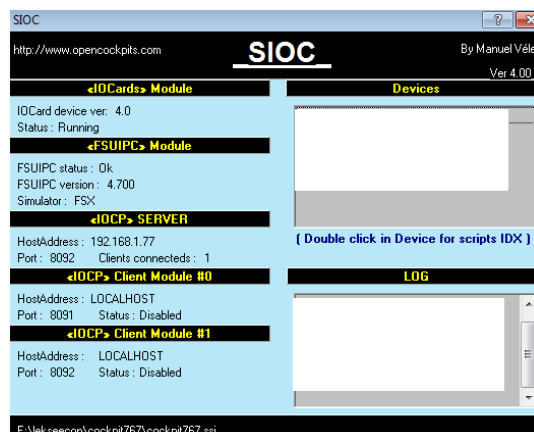 SIOC
http://www.opencockpits.com
SIOC
By Manuel Véle
Ver 4.00
«IOCards» Module
IOCard device ver: 4.0
Status : Running
«FSUIPC» Module
FSUIPC status : Ok
FSUIPC version : 4.700
Simulator : FSX
«IOCP» SERVER
HostAddress : 192.168.1.77
Port : 8092 Clients connecteds : 1
«IOCP» Client Module #0
HostAddress : LOCALHOST
Port : 8091 Status : Disabled
«IOCP» Client Module #1
HostAddress : LOCALHOST
Port : 8092 Status : Disabled
Devices
( Double click in Device for scripts IDX )
LOG